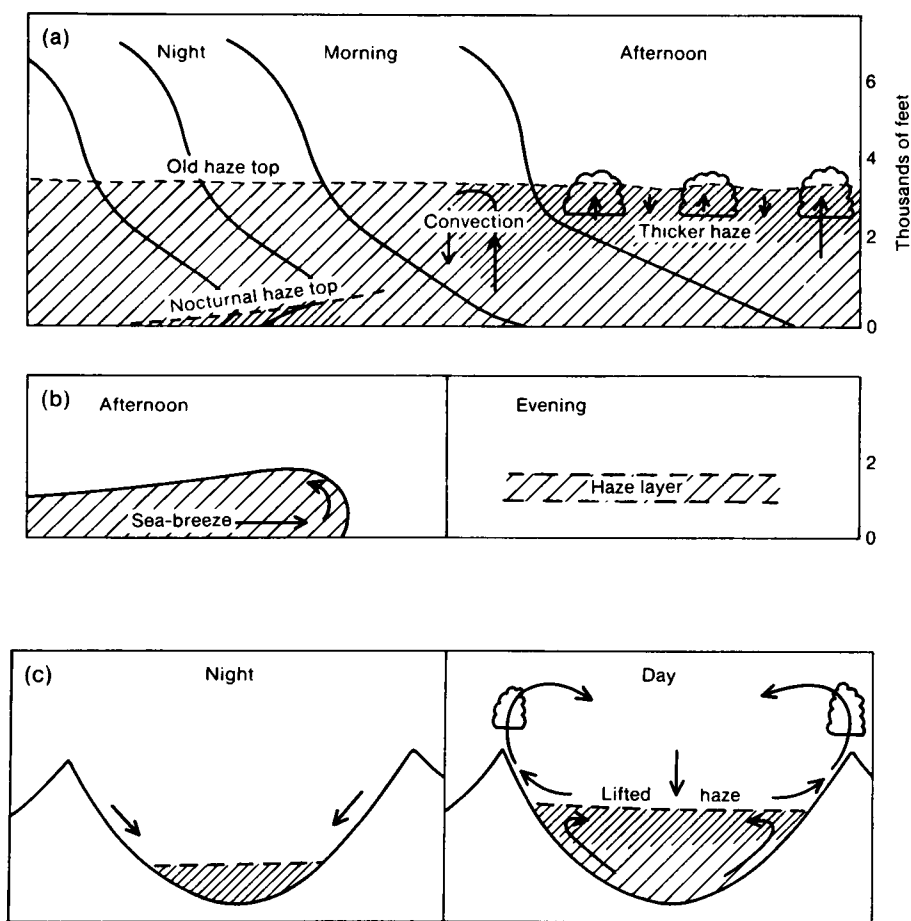 (a)
Night
Morning
Afternoon
6
Old haze top
4
Thousands of feet
Convection
Thicker haze
2
Nocturnal haze top
0
(b)
Afternoon
Evening
2
Haze layer
Sea-breeze
0
(c)
Night
Day
Lifted haze